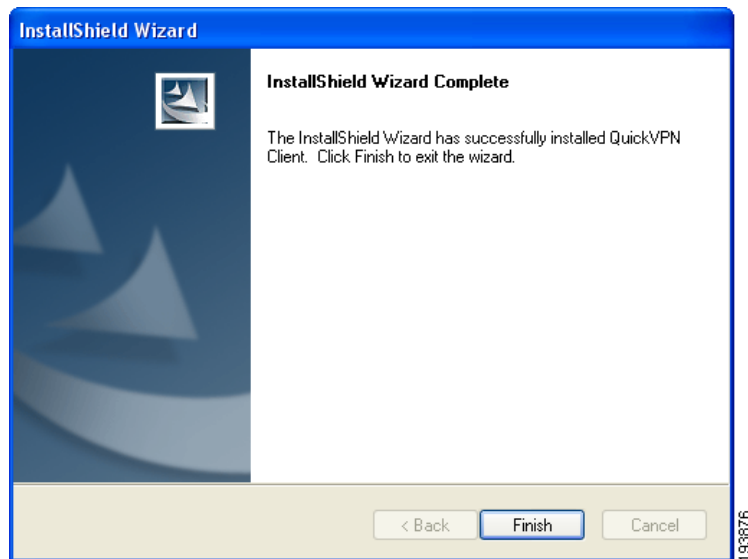 InstallShield Wizard
InstallShield Wizard Complete
The InstallShield Wizard has successfully installed QuickVPN
Client. Click Finish to exit the wizard.
< Back
Finish
Cancel
193876